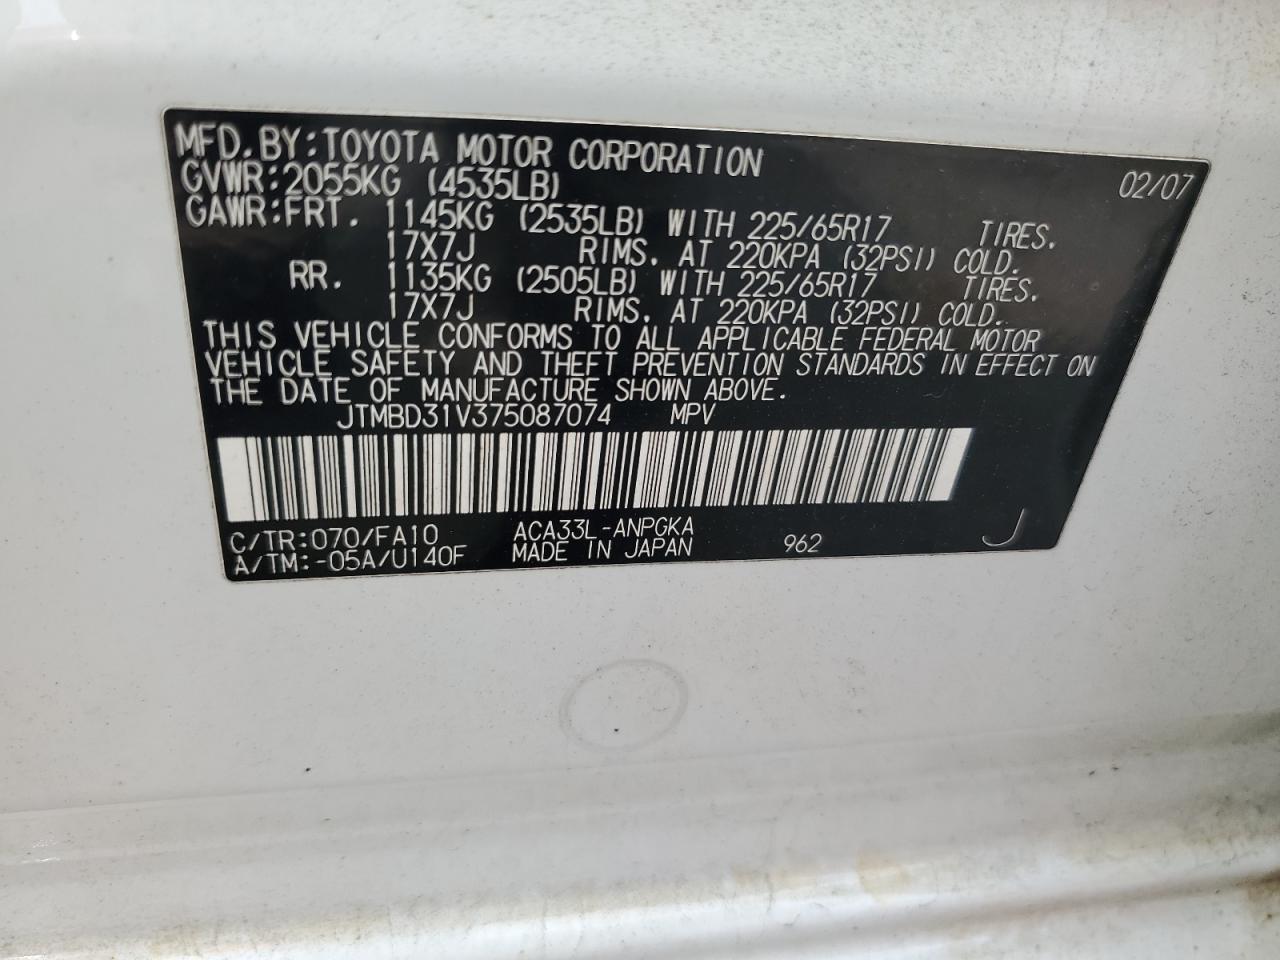 MFD. BY: TOYOTA MOTOR CORPORATION 02/07
GVWR: 2055KG (4535LB)
GAWR: FRT. 1145KG (2535LB) WITH 225/65R17 TIRES.
17X7J RIMS. AT 220KPA (32PSI) COLD.
RR. 1135KG (2505LB) WITH 225/65R17 TIRES.
17X7J RIMS. AT 220KPA (32PSI) COLD.
THIS VEHICLE CONFORMS TO ALL APPLICABLE FEDERAL MOTOR
VEHICLE SAFETY AND THEFT PREVENTION STANDARDS IN EFFECT ON
THE DATE OF MANUFACTURE SHOWN ABOVE.
JTMBD31V375087074 MPV
C/TR: 070/FA10 ACA33L-ANPGKA
A/TM: -05A/U140F MADE IN JAPAN 962 J